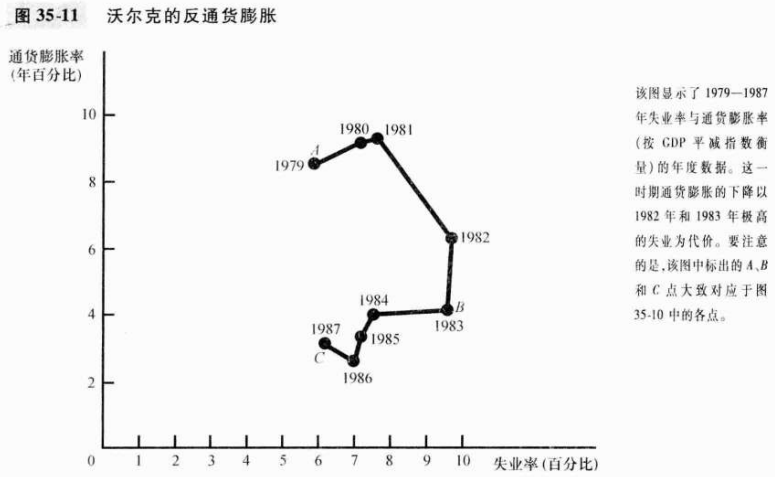 图 35-11 沃尔克的反通货膨胀
通货膨胀率
(年百分比)
10
8
6
4
2
0
1 2 3 4 5 6 7 8 9 10
失业率(百分比)
A
1979
1980
1981
1982
B
1983
1984
1985
1986
1987
C
该图显示了 1979—1987
年失业率与通货膨胀率
(按 GDP 平减指数衡
量)的年度数据。这一
时期通货膨胀的下降以
1982 年和 1983 年极高
的失业为代价。要注意
的是,该图中标出的 A、B
和 C 点大致对应于图
35-10 中的各点。